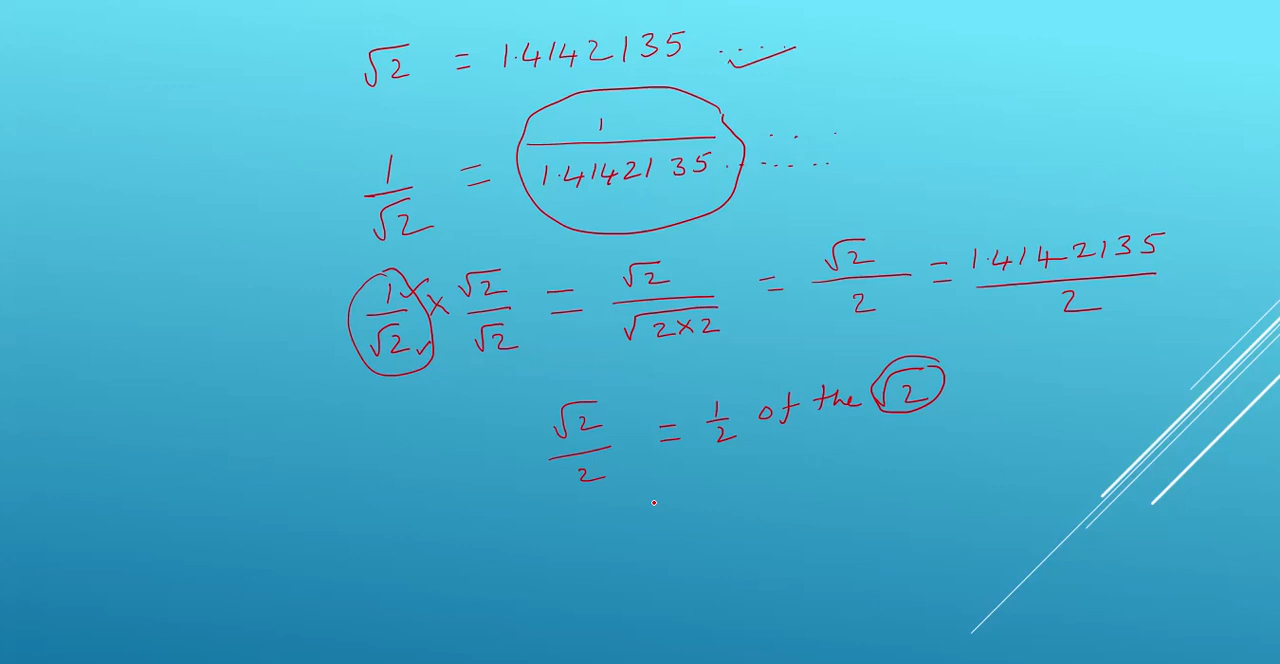 √2 = 1.4142135 .....
1/√2 = 1/1.4142135.......
1/√2 × √2/√2 = √2/√2×2 = √2/2 = 1.4142135/2
√2/2 = 1/2 of the √2